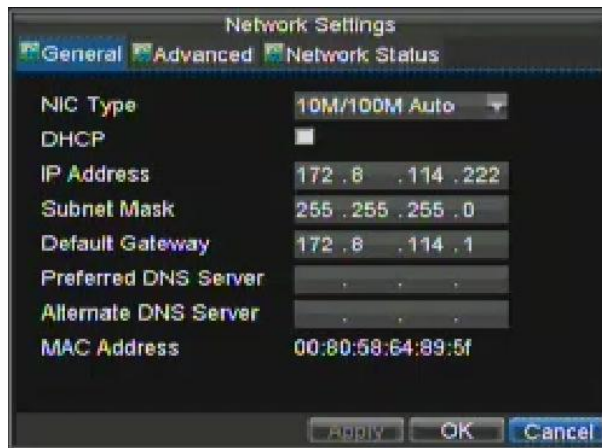 Network Settings
General Advanced Network Status
NIC Type 10M/100M Auto
DHCP
IP Address 172 .8 .114 .222
Subnet Mask 255 .255 .255 .0
Default Gateway 172 .8 .114 .1
Preferred DNS Server . . .
Alternate DNS Server . . .
MAC Address 00:80:58:64:89:5f
Apply OK Cancel